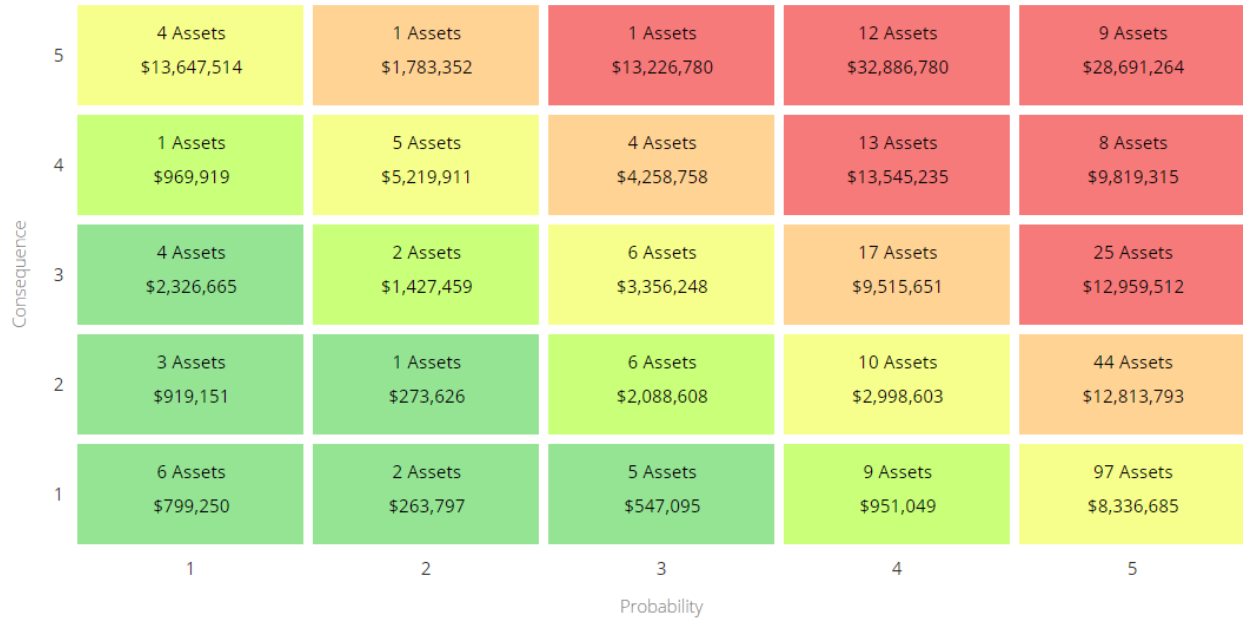 4 Assets
$13,647,514
1 Assets
$1,783,352
1 Assets
$13,226,780
12 Assets
$32,886,780
9 Assets
$28,691,264
5
1 Assets
$969,919
5 Assets
$5,219,911
4 Assets
$4,258,758
13 Assets
$13,545,235
8 Assets
$9,819,315
4
4 Assets
$2,326,665
2 Assets
$1,427,459
6 Assets
$3,356,248
17 Assets
$9,515,651
25 Assets
$12,959,512
3
Consequence
3 Assets
$919,151
1 Assets
$273,626
6 Assets
$2,088,608
10 Assets
$2,998,603
44 Assets
$12,813,793
2
6 Assets
$799,250
2 Assets
$263,797
5 Assets
$547,095
9 Assets
$951,049
97 Assets
$8,336,685
1
1 2 3 4 5
Probability